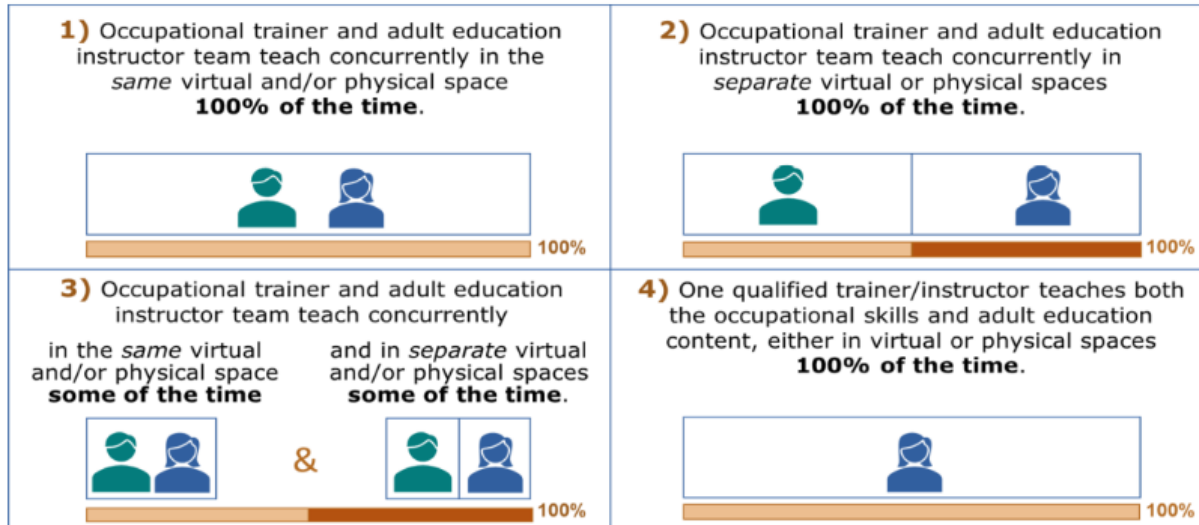 1) Occupational trainer and adult education
instructor team teach concurrently in the
same virtual and/or physical space
100% of the time.
100%
2) Occupational trainer and adult education
instructor team teach concurrently in
separate virtual or physical spaces
100% of the time.
100%
3) Occupational trainer and adult education
instructor team teach concurrently
in the same virtual
and/or physical space
some of the time
&
and in separate virtual
and/or physical spaces
some of the time.
100%
4) One qualified trainer/instructor teaches both
the occupational skills and adult education
content, either in virtual or physical spaces
100% of the time.
100%